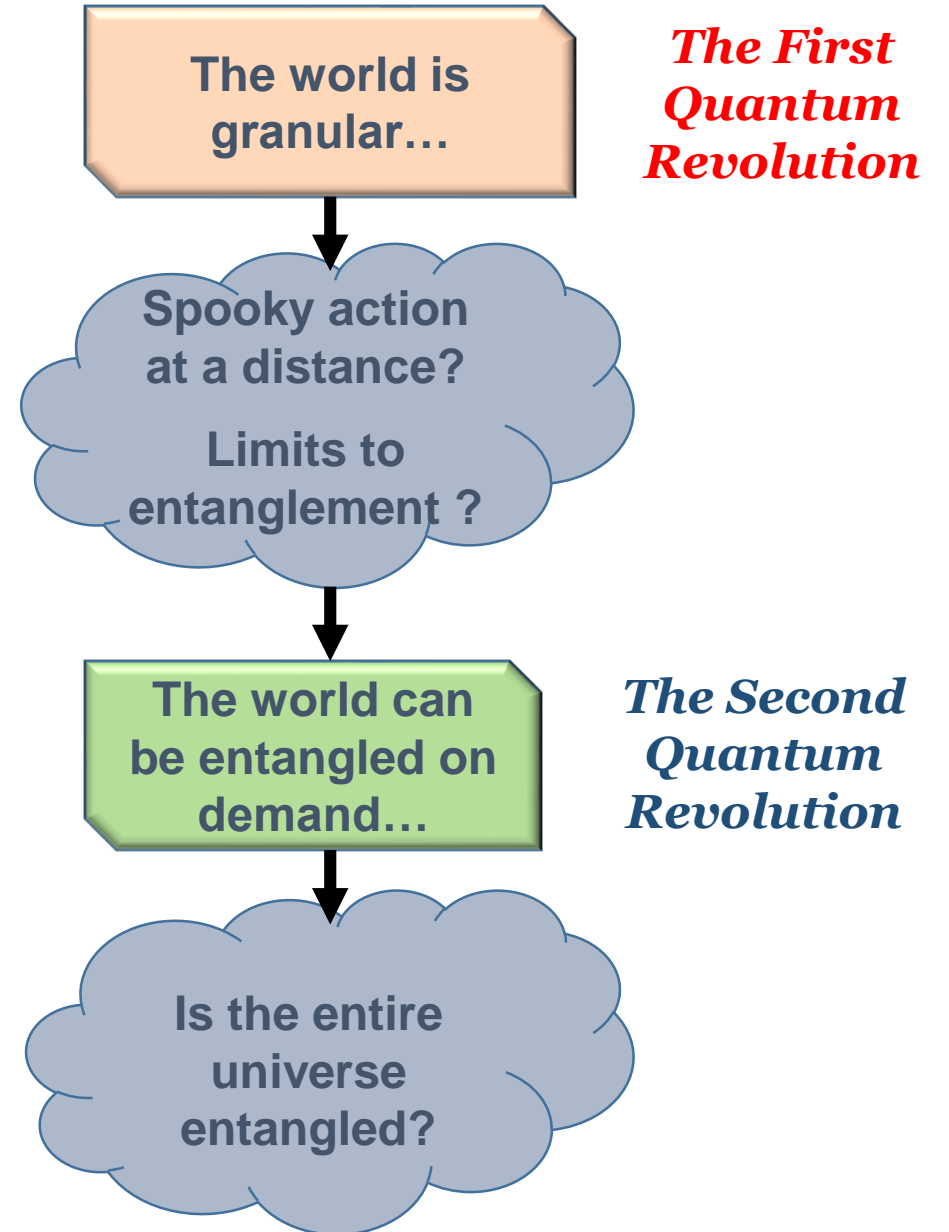 The world is
granular…
The First
Quantum
Revolution
Spooky action
at a distance?
Limits to
entanglement ?
The world can
be entangled on
demand…
The Second
Quantum
Revolution
Is the entire
universe
entangled?